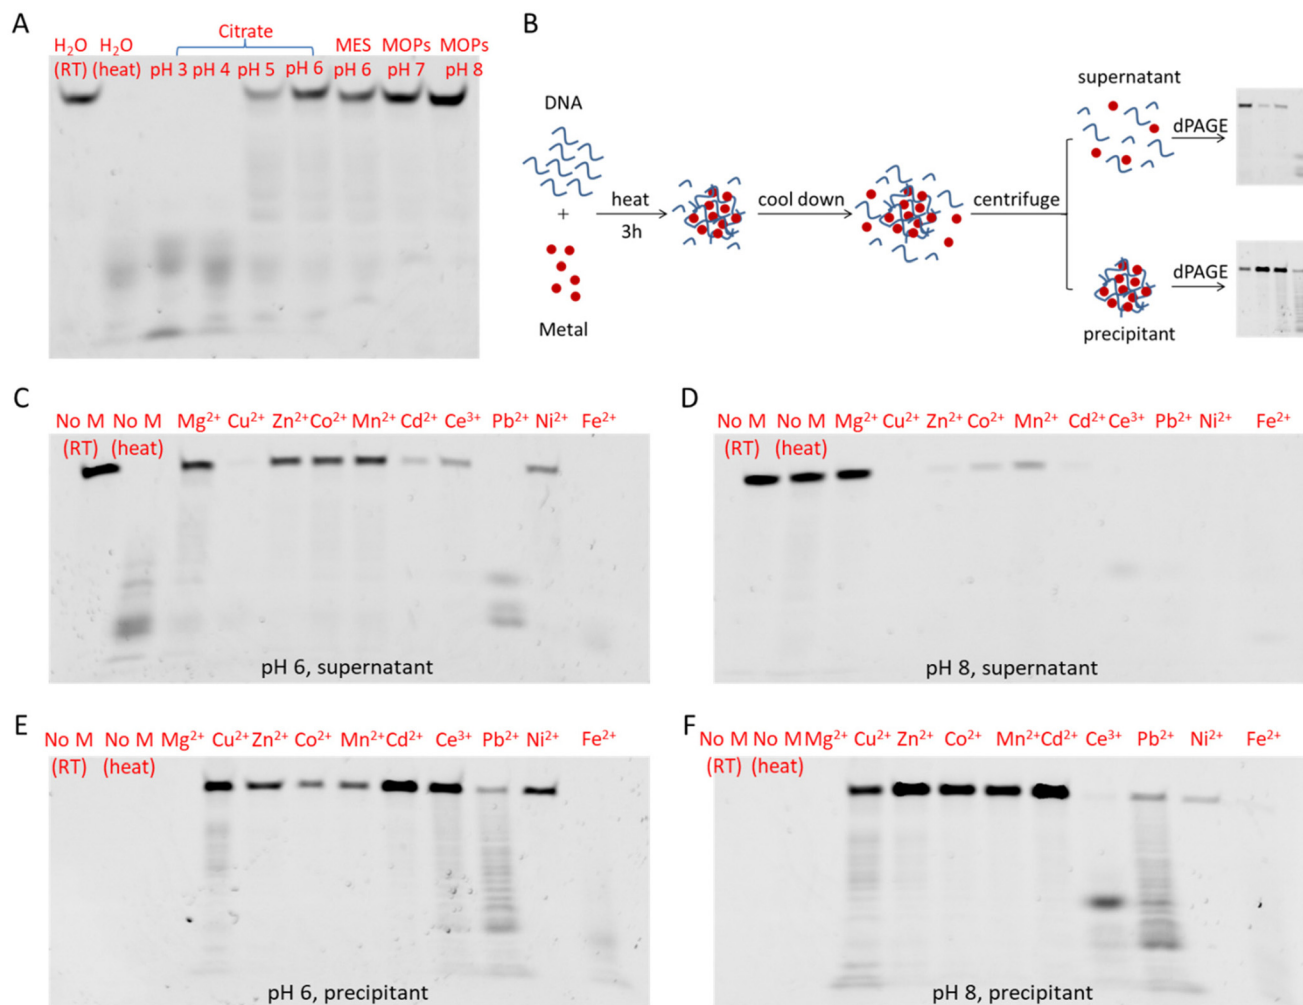 A
Citrate
H₂O H₂O MES MOPs MOPs
(RT) (heat) pH 3 pH 4 pH 5 pH 6 pH 6 pH 7 pH 8
B
DNA
+
Metal
heat
3h
cool down
centrifuge
supernatant
dPAGE
dPAGE
precipitant
C
No M No M Mg²⁺ Cu²⁺ Zn²⁺ Co²⁺ Mn²⁺ Cd²⁺ Ce³⁺ Pb²⁺ Ni²⁺ Fe²⁺
(RT) (heat)
pH 6, supernatant
D
No M No M Mg²⁺ Cu²⁺ Zn²⁺ Co²⁺ Mn²⁺ Cd²⁺ Ce³⁺ Pb²⁺ Ni²⁺ Fe²⁺
(RT) (heat)
pH 8, supernatant
E
No M No M Mg²⁺ Cu²⁺ Zn²⁺ Co²⁺ Mn²⁺ Cd²⁺ Ce³⁺ Pb²⁺ Ni²⁺ Fe²⁺
(RT) (heat)
pH 6, precipitant
F
No M No M Mg²⁺ Cu²⁺ Zn²⁺ Co²⁺ Mn²⁺ Cd²⁺ Ce³⁺ Pb²⁺ Ni²⁺ Fe²⁺
(RT) (heat)
pH 8, precipitant